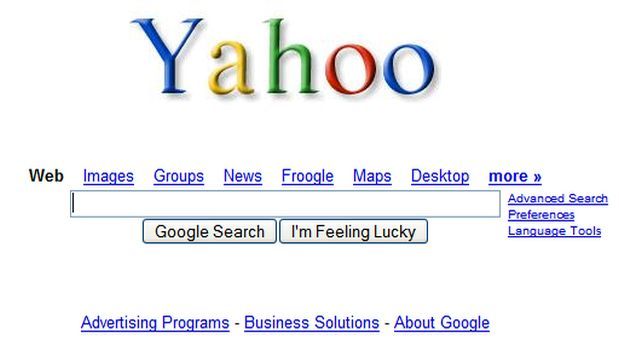 Yahoo
Web Images Groups News Froogle Maps Desktop more »
Advanced Search
Preferences
Language Tools
Google Search I'm Feeling Lucky
Advertising Programs - Business Solutions - About Google